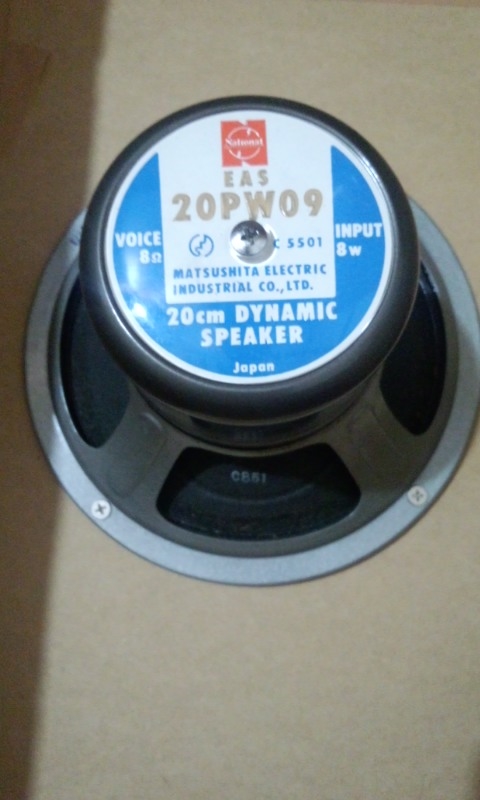 National
EAS
20PW09
VOICE
8Ω
C 5501
INPUT
8W
MATSUSHITA ELECTRIC
INDUSTRIAL CO.,LTD.
20cm DYNAMIC
SPEAKER
Japan
C851